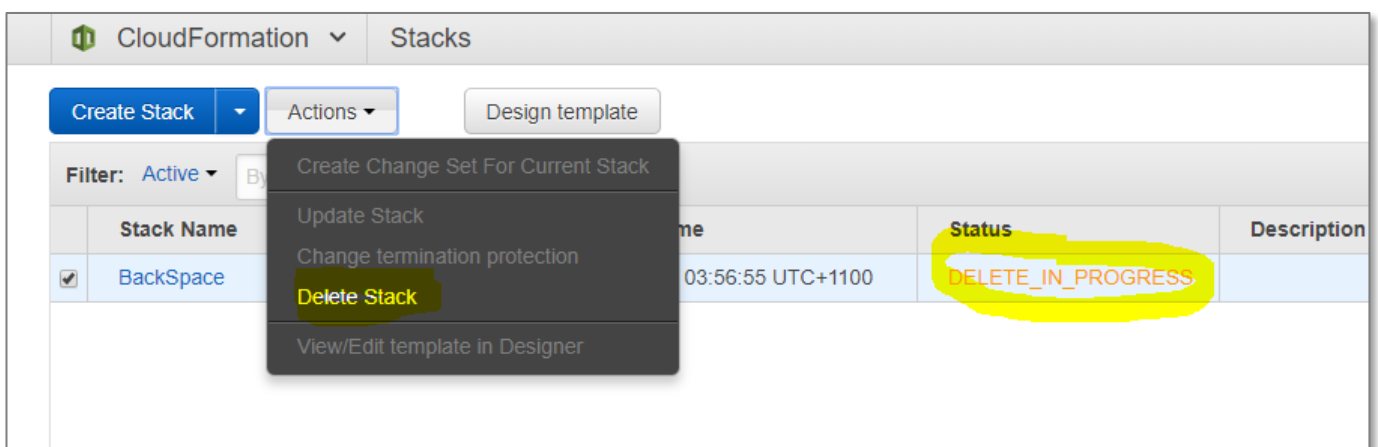 CloudFormation Stacks
Create Stack Actions Design template
Create Change Set For Current Stack
Filter: Active By
Update Stack
Stack Name me Status Description
Change termination protection
BackSpace 03:56:55 UTC+1100 DELETE_IN_PROGRESS
Delete Stack
View/Edit template in Designer